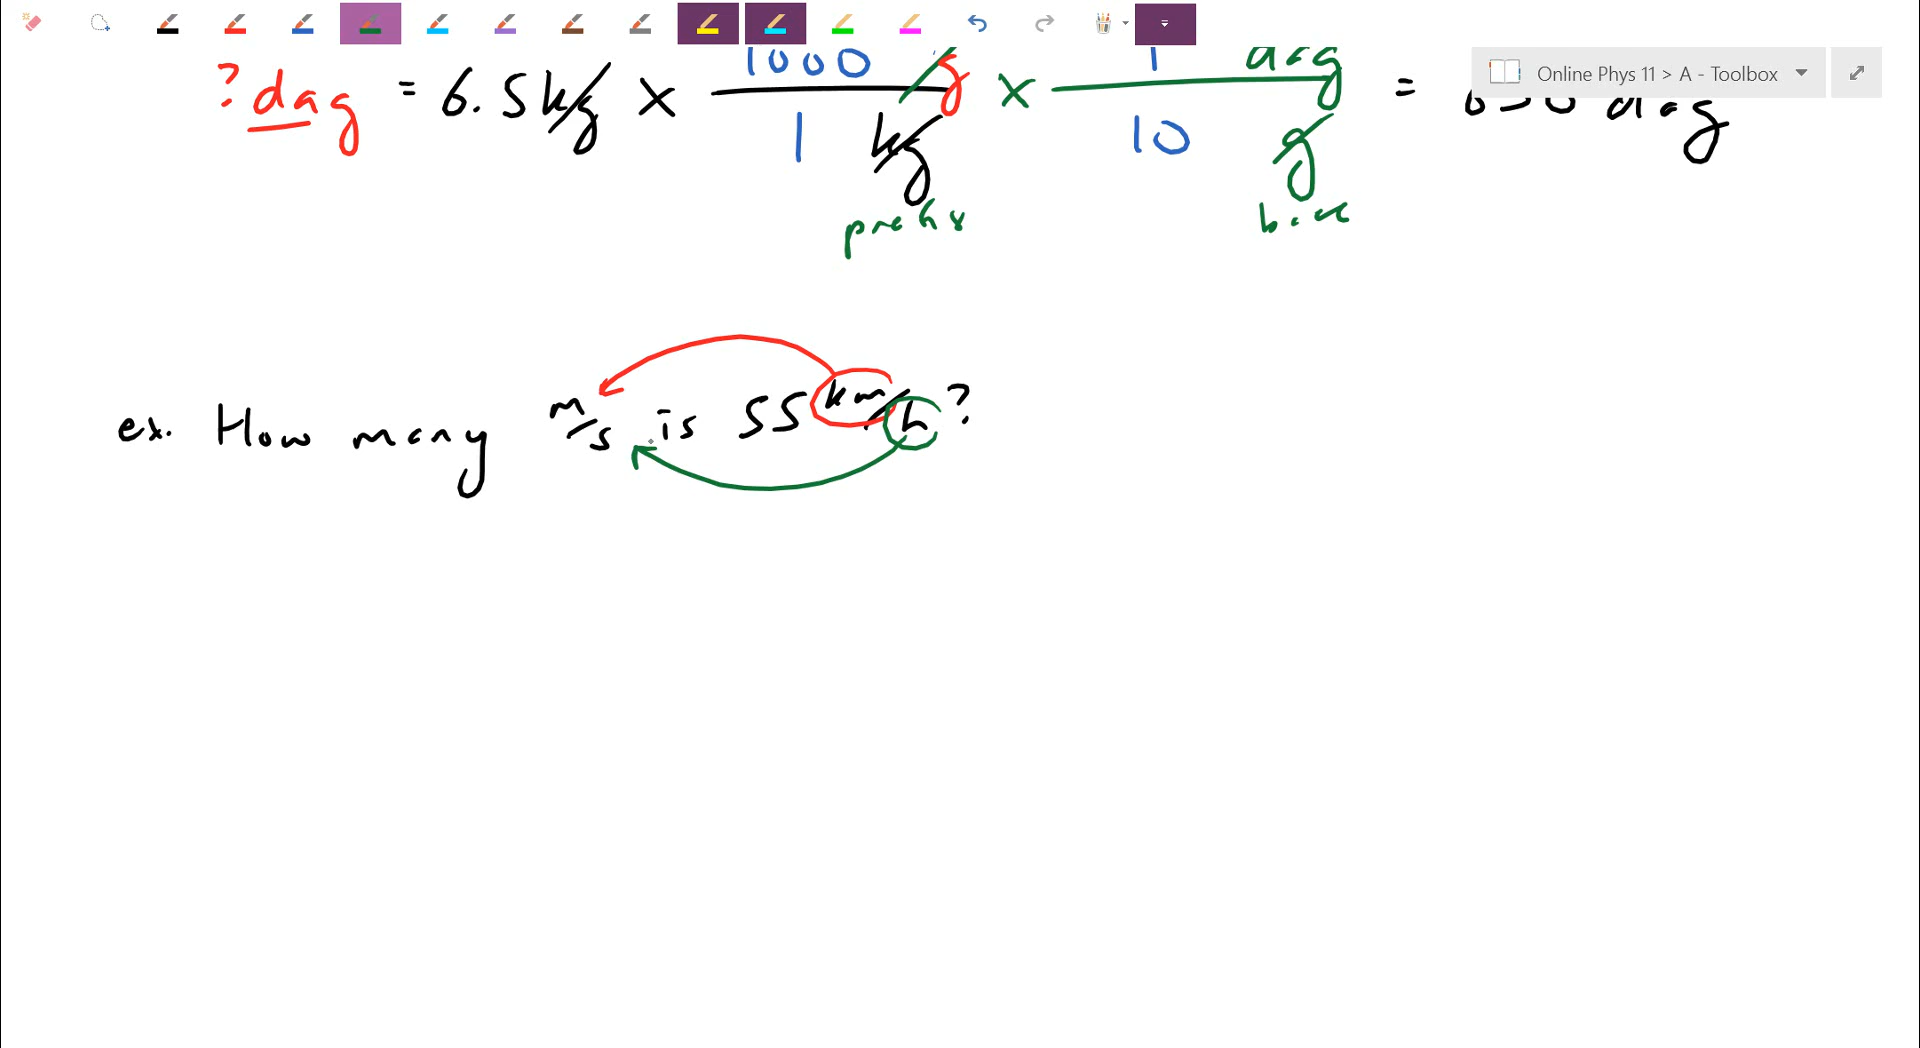 Online Phys 11 > A - Toolbox
? dag = 6.5 kg x 1000 g / 1 kg x 1 dag / 10 g = 650 dag
prefix base
ex. How many m/s is 55 km/h ?